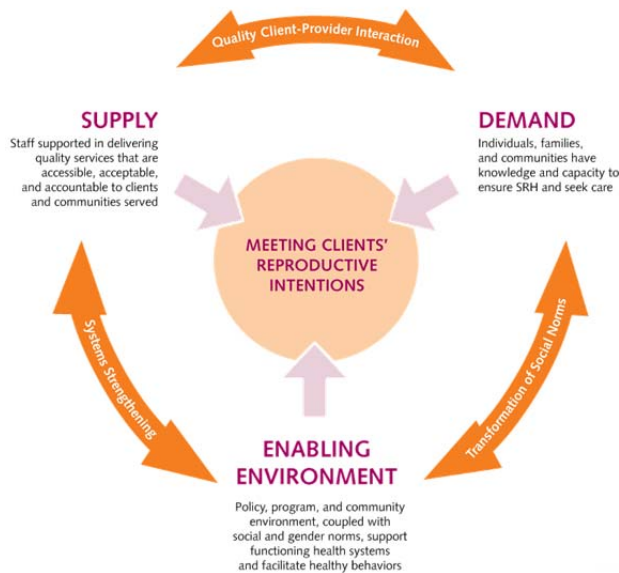 Quality Client-Provider Interaction
SUPPLY
Staff supported in delivering
quality services that are
accessible, acceptable,
and accountable to clients
and communities served
DEMAND
Individuals, families,
and communities have
knowledge and capacity to
ensure SRH and seek care
MEETING CLIENTS'
REPRODUCTIVE
INTENTIONS
Systems Strengthening
Transformation of Social Norms
ENABLING
ENVIRONMENT
Policy, program, and community
environment, coupled with
social and gender norms, support
functioning health systems
and facilitate healthy behaviors